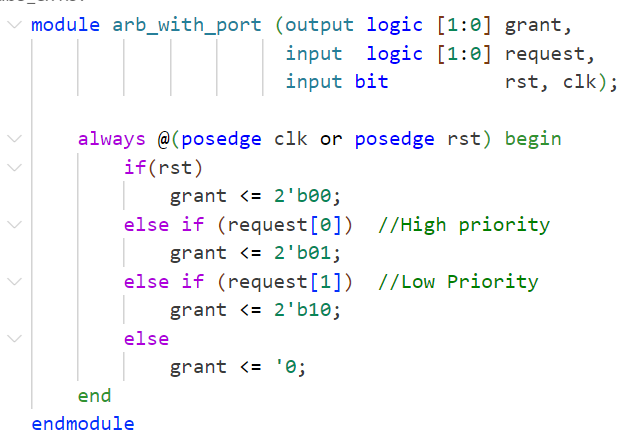 module arb_with_port (output logic [1:0] grant,
input  logic [1:0] request,
input bit          rst, clk);
always @(posedge clk or posedge rst) begin
if(rst)
grant <= 2'b00;
else if (request[0])  //High priority
grant <= 2'b01;
else if (request[1])  //Low Priority
grant <= 2'b10;
else
grant <= '0;
end
endmodule